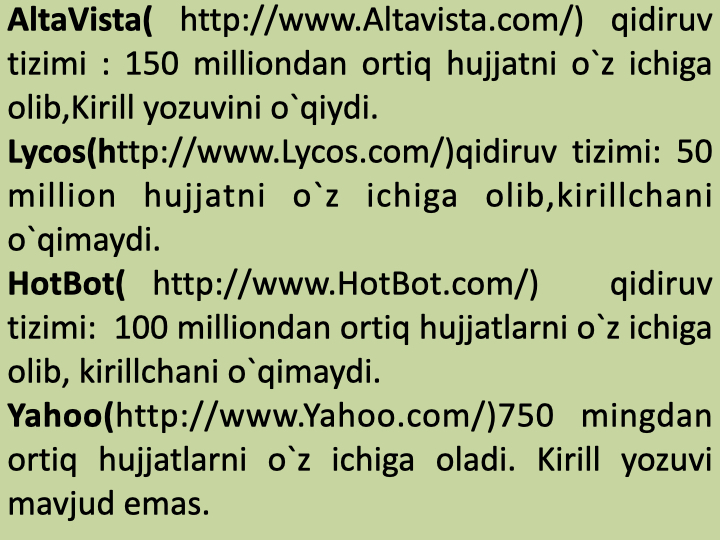 AltaVista( http://www.Altavista.com/) qidiruv
tizimi : 150 milliondan ortiq hujjatni o`z ichiga
olib,Kirill yozuvini o`qiydi.
Lycos(http://www.Lycos.com/)qidiruv tizimi: 50
million hujjatni o`z ichiga olib,kirillchani
o`qimaydi.
HotBot( http://www.HotBot.com/) qidiruv
tizimi: 100 milliondan ortiq hujjatlarni o`z ichiga
olib, kirillchani o`qimaydi.
Yahoo(http://www.Yahoo.com/)750 mingdan
ortiq hujjatlarni o`z ichiga oladi. Kirill yozuvi
mavjud emas.